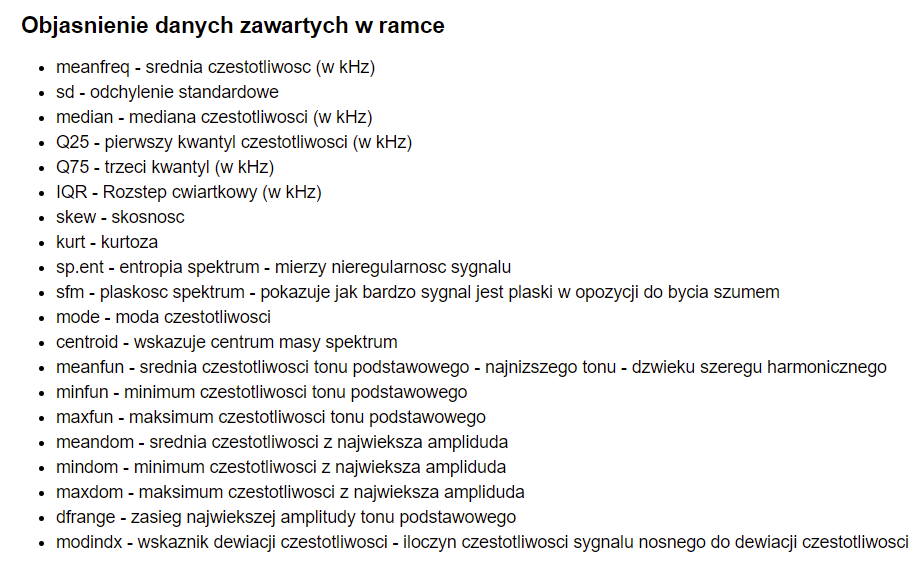 Objasnienie danych zawartych w ramce
• meanfreq - srednia czestotliwosc (w kHz)
• sd - odchylenie standardowe
• median - mediana czestotliwosci (w kHz)
• Q25 - pierwszy kwantyl czestotliwosci (w kHz)
• Q75 - trzeci kwantyl (w kHz)
• IQR - Rozstep cwiartkowy (w kHz)
• skew - skosnosc
• kurt - kurtoza
• sp.ent - entropia spektrum - mierzy nieregularnosc sygnalu
• sfm - plaskosc spektrum - pokazuje jak bardzo sygnal jest plaski w opozycji do bycia szumem
• mode - moda czestotliwosci
• centroid - wskazuje centrum masy spektrum
• meanfun - srednia czestotliwosci tonu podstawowego - najnizszego tonu - dzwieku szeregu harmonicznego
• minfun - minimum czestotliwosci tonu podstawowego
• maxfun - maksimum czestotliwosci tonu podstawowego
• meandom - srednia czestotliwosci z najwieksza ampliduda
• mindom - minimum czestotliwosci z najwieksza ampliduda
• maxdom - maksimum czestotliwosci z najwieksza ampliduda
• dfrange - zasieg najwiekszej amplitudy tonu podstawowego
• modindx - wskaznik dewiacji czestotliwosci - iloczyn czestotliwosci sygnalu nosnego do dewiacji czestotliwosci